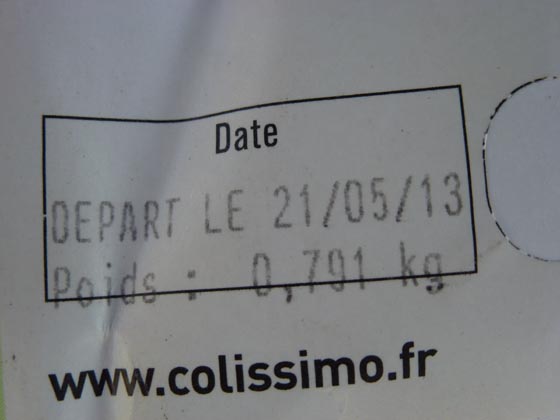 Date
DEPART LE 21/05/13
Poids : 0,791 kg
www.colissimo.fr